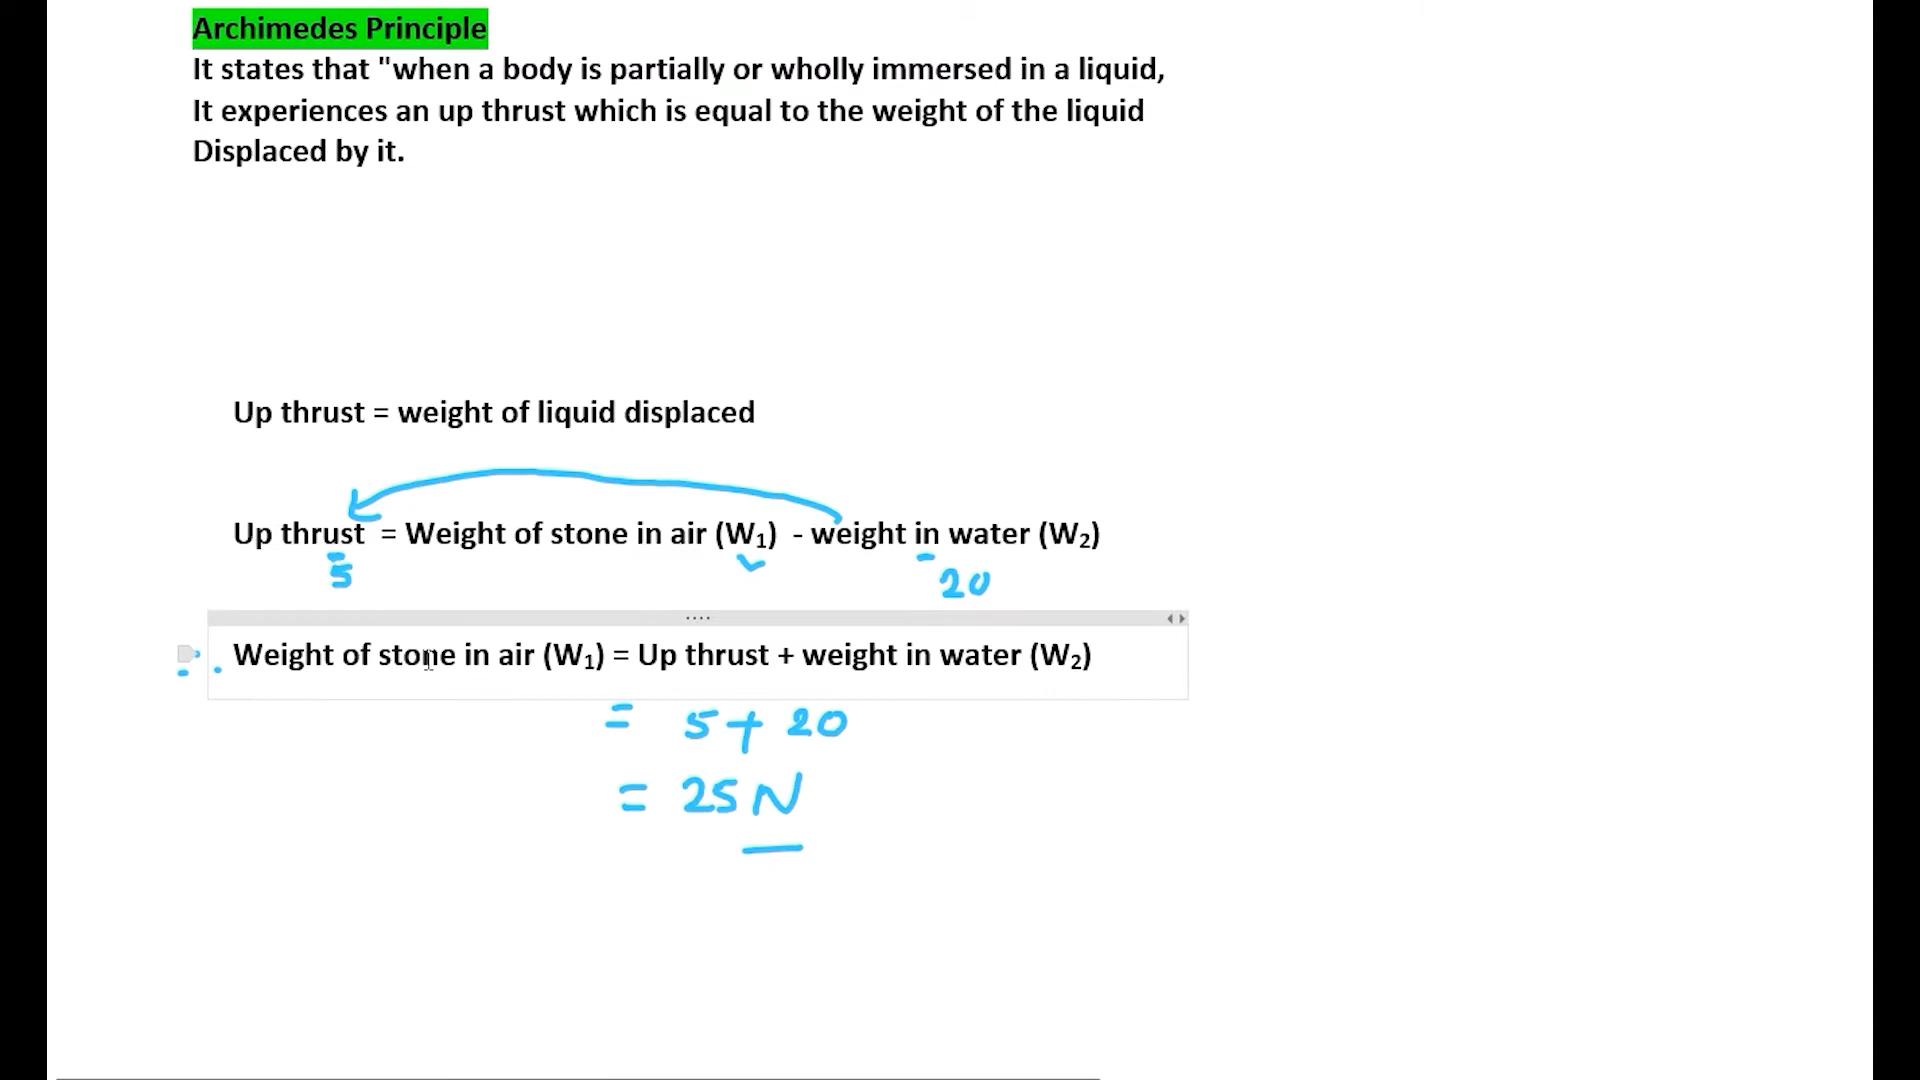 Archimedes Principle
It states that "when a body is partially or wholly immersed in a liquid,
It experiences an up thrust which is equal to the weight of the liquid
Displaced by it.
Up thrust = weight of liquid displaced
Up thrust = Weight of stone in air (W₁) - weight in water (W₂)
5 20
Weight of stone in air (W₁) = Up thrust + weight in water (W₂)
= 5 + 20
= 25 N